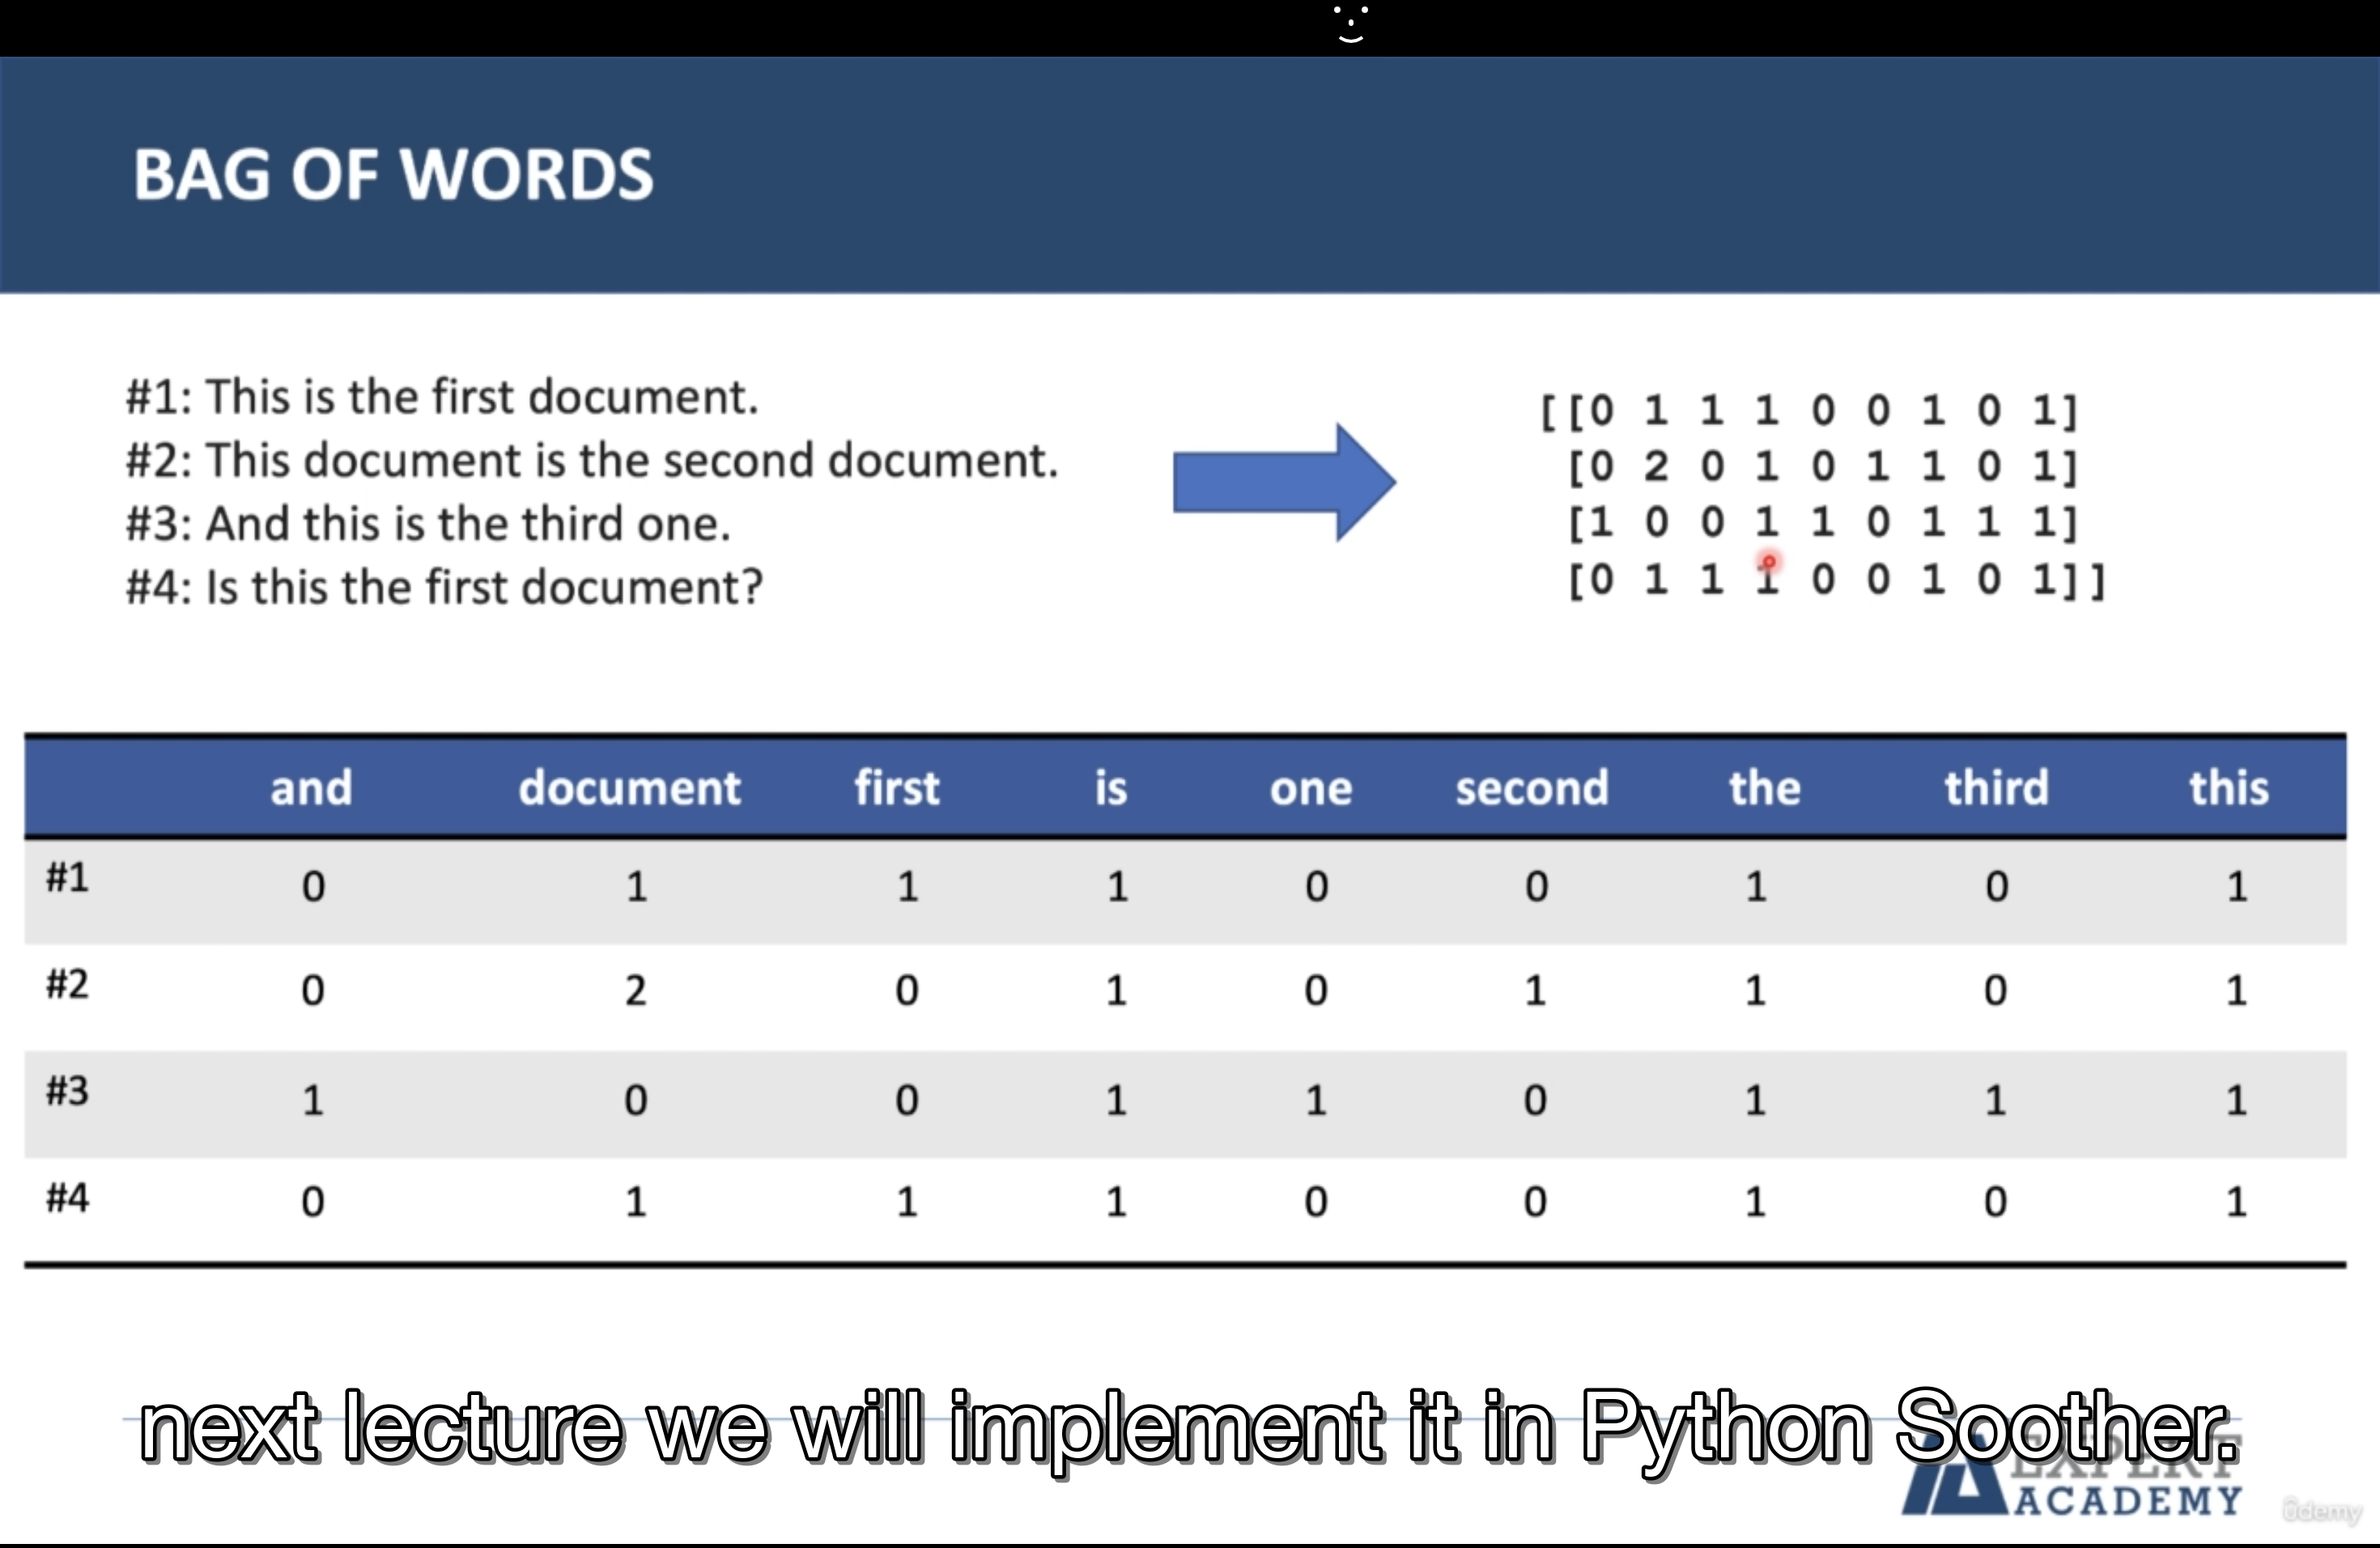 BAG OF WORDS
#1: This is the first document.
#2: This document is the second document.
#3: And this is the third one.
#4: Is this the first document?
[[0 1 1 1 0 0 1 0 1]
[0 2 0 1 0 1 1 0 1]
[1 0 0 1 1 0 1 1 1]
[0 1 1 1 0 0 1 0 1]]
and document first is one second the third this
#1 0 1 1 1 0 0 1 0 1
#2 0 2 0 1 0 1 1 0 1
#3 1 0 0 1 1 0 1 1 1
#4 0 1 1 1 0 0 1 0 1
next lecture we will implement it in Python Soother.
EXPERT
ACADEMY
ûdemy